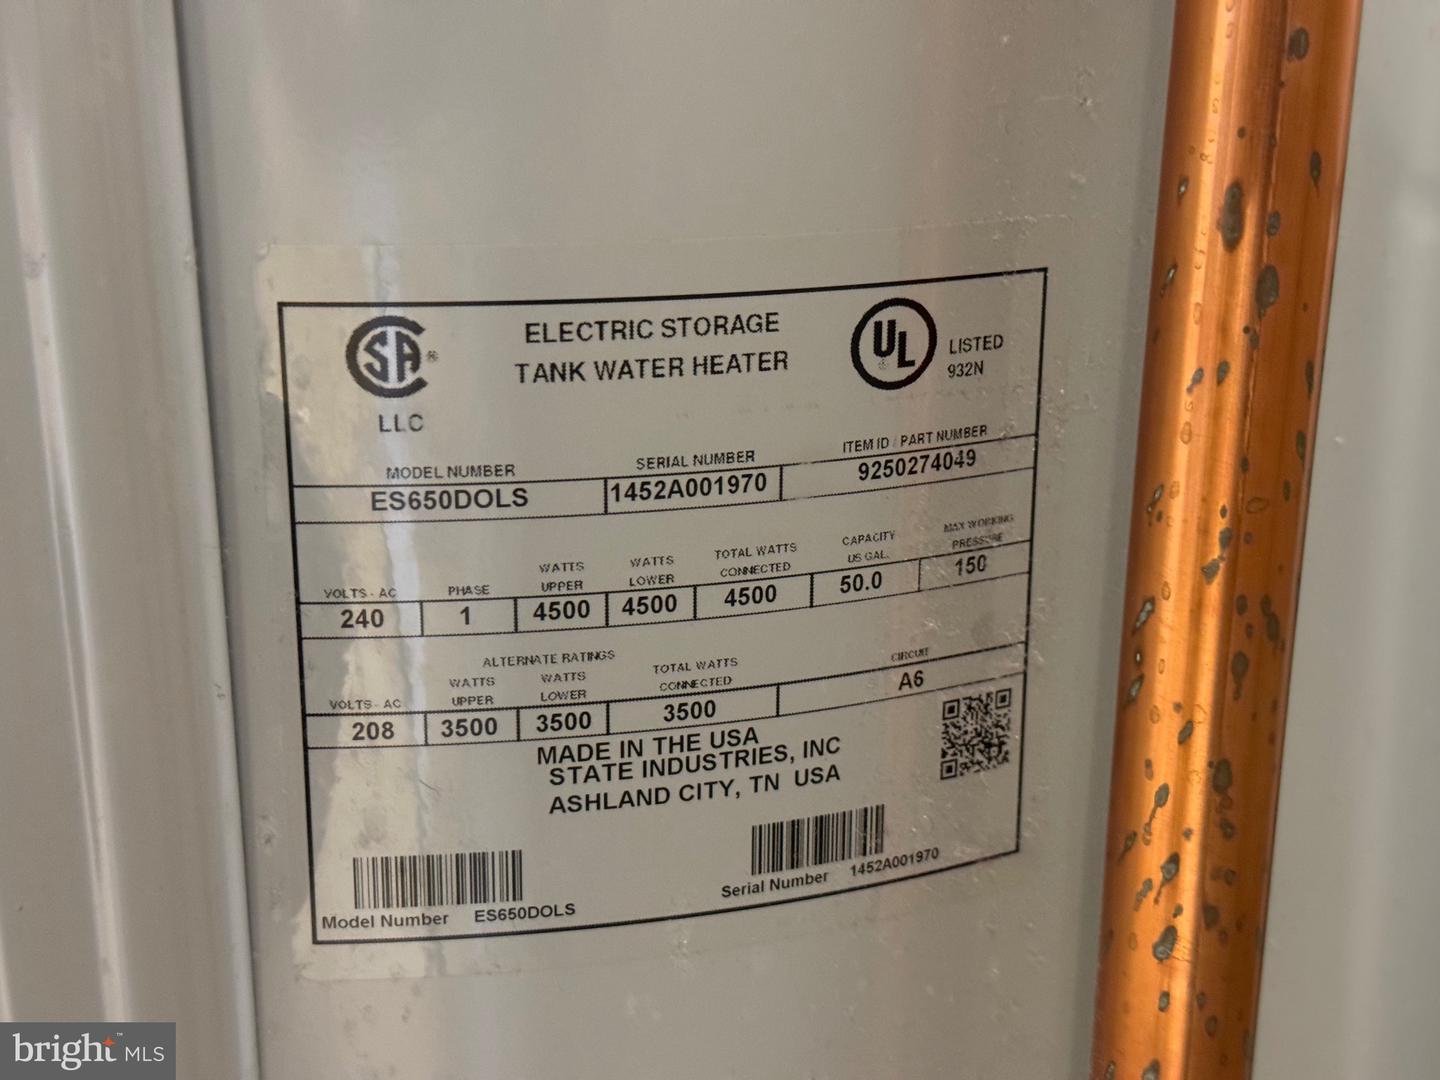 SA®
LLC
ELECTRIC STORAGE
TANK WATER HEATER
UL
LISTED
932N
MODEL NUMBER SERIAL NUMBER ITEM ID / PART NUMBER
ES650DOLS 1452A001970 9250274049
VOLTS - AC PHASE WATTS UPPER WATTS LOWER TOTAL WATTS CONNECTED CAPACITY US GAL. MAX WORKING PRESSURE
240 1 4500 4500 4500 50.0 150
ALTERNATE RATINGS
VOLTS - AC WATTS UPPER WATTS LOWER TOTAL WATTS CONNECTED CIRCUIT
208 3500 3500 3500 A6
MADE IN THE USA
STATE INDUSTRIES, INC
ASHLAND CITY, TN USA
Model Number ES650DOLS
Serial Number 1452A001970
bright™ MLS